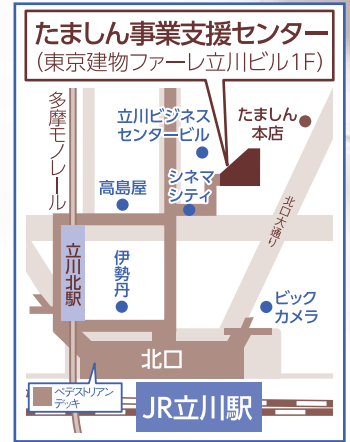 たましん事業支援センター
（東京建物ファーレ立川ビル1F）
多摩モノレール
立川ビジネス
センタービル
たましん
本店
シネマ
シティ
高島屋
北口大通り
立川北駅
伊勢丹
ビック
カメラ
北口
ペデストリアン
デッキ
JR立川駅